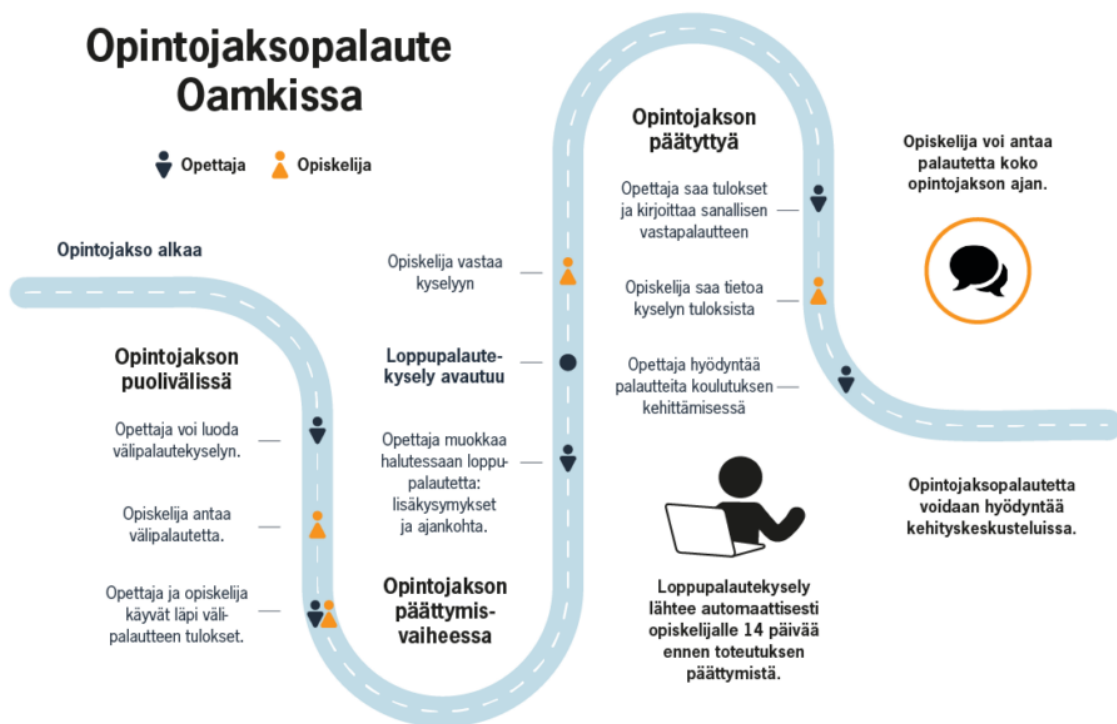 Opintojaksopalaute
Oamkissa
Opettaja
Opiskelija
Opintojakso alkaa
Opintojakson
puolivälissä
Opettaja voi luoda
välipalautekyselyn.
Opiskelija antaa
välipalautetta.
Opettaja ja opiskelija
käyvät läpi väli-
palautteen tulokset.
Opintojakson
päättymis-
vaiheessa
Opettaja muokkaa
halutessaan loppu-
palautetta:
lisäkysymykset
ja ajankohta.
Loppupalaute-
kysely avautuu
Opiskelija vastaa
kyselyyn
Opintojakson
päätyttyä
Opettaja saa tulokset
ja kirjoittaa sanallisen
vastapalautteen
Opiskelija saa tietoa
kyselyn tuloksista
Opettaja hyödyntää
palautteita koulutuksen
kehittämisessä
Loppupalautekysely
lähtee automaattisesti
opiskelijalle 14 päivää
ennen toteutuksen
päättymistä.
Opiskelija voi antaa
palautetta koko
opintojakson ajan.
Opintojaksopalautetta
voidaan hyödyntää
kehityskeskusteluissa.